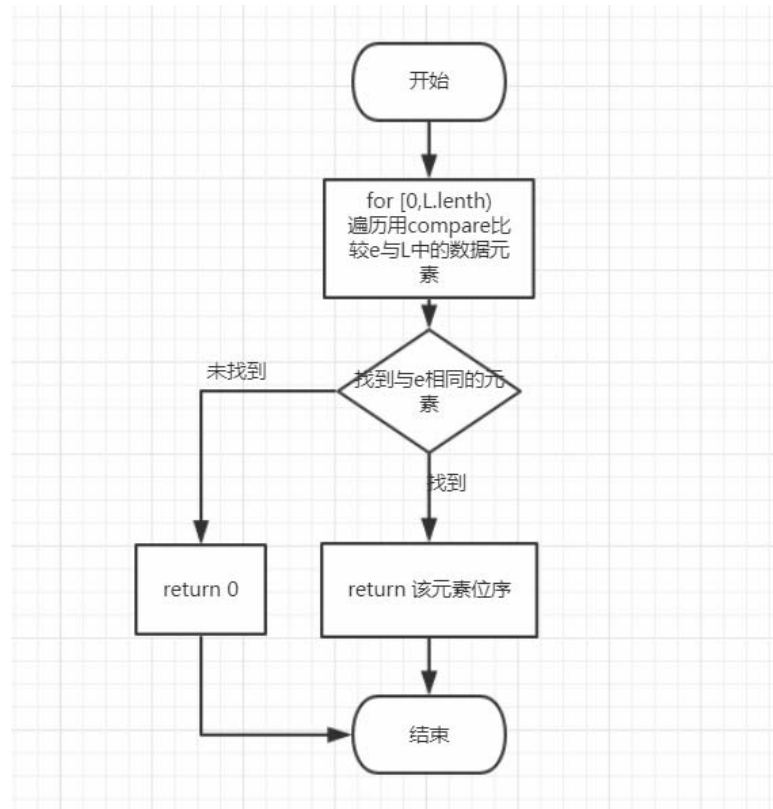 开始
for [0,L.lenth)
遍历用compare比
较e与L中的数据元
素
未找到
找到与e相同的元
素
找到
return 0
return 该元素位序
结束